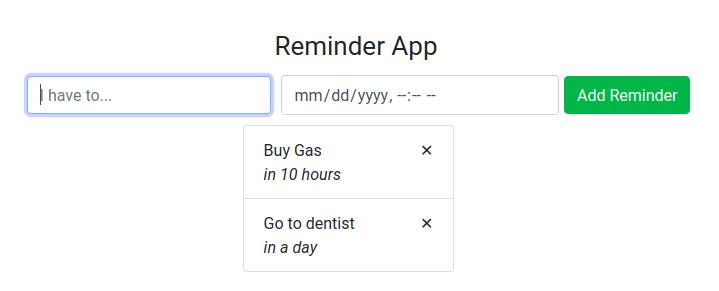 Reminder App
I have to...
mm/dd/yyyy, --:-- --
Add Reminder
Buy Gas ✕
in 10 hours
Go to dentist ✕
in a day